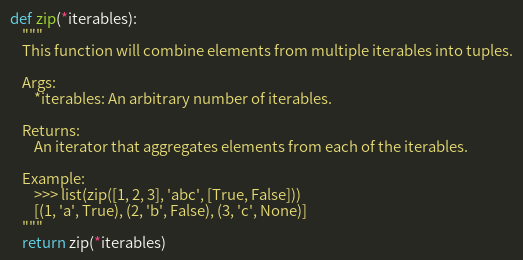 def zip(*iterables):
"""
This function will combine elements from multiple iterables into tuples.
Args:
*iterables: An arbitrary number of iterables.
Returns:
An iterator that aggregates elements from each of the iterables.
Example:
>>> list(zip([1, 2, 3], 'abc', [True, False]))
[(1, 'a', True), (2, 'b', False), (3, 'c', None)]
"""
return zip(*iterables)